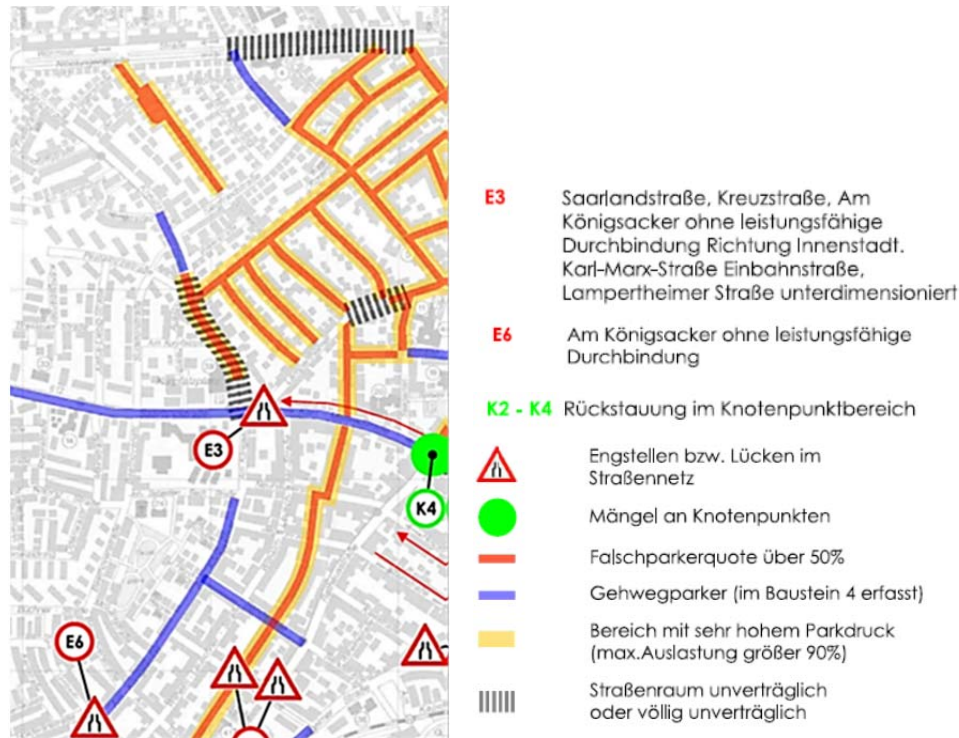 E3
K4
E6
E3 Saarlandstraße, Kreuzstraße, Am
Königsacker ohne leistungsfähige
Durchbindung Richtung Innenstadt.
Karl-Marx-Straße Einbahnstraße,
Lampertheimer Straße unterdimensioniert
E6 Am Königsacker ohne leistungsfähige
Durchbindung
K2 - K4 Rückstauung im Knotenpunktbereich
Engstellen bzw. Lücken im
Straßennetz
Mängel an Knotenpunkten
Falschparkerquote über 50%
Gehwegparker (im Baustein 4 erfasst)
Bereich mit sehr hohem Parkdruck
(max.Auslastung größer 90%)
Straßenraum unverträglich
oder völlig unverträglich